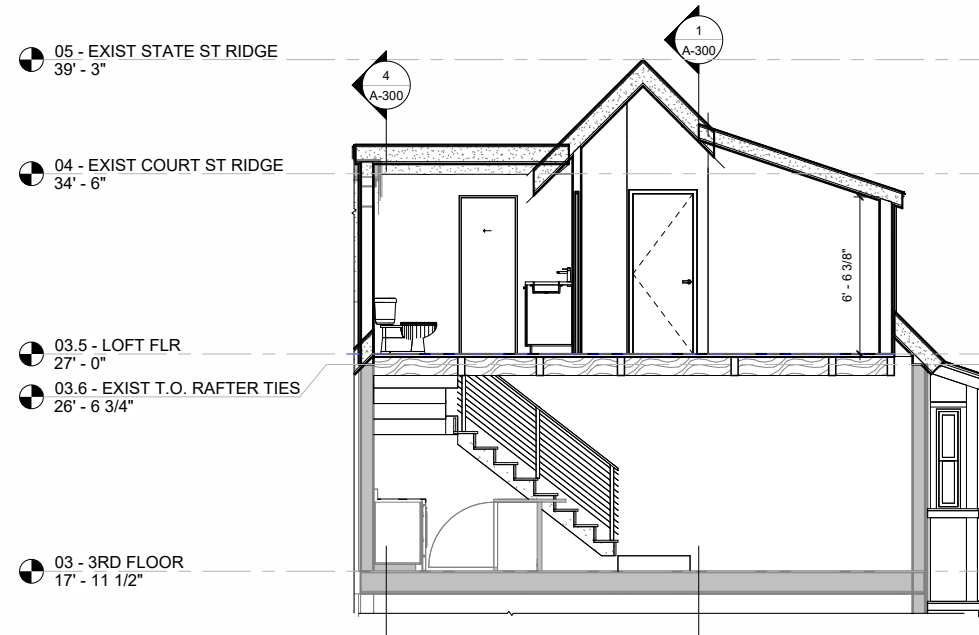 05 - EXIST STATE ST RIDGE
39' - 3"
1
A-300
4
A-300
04 - EXIST COURT ST RIDGE
34' - 6"
6' - 6 3/8"
03.5 - LOFT FLR
27' - 0"
03.6 - EXIST T.O. RAFTER TIES
26' - 6 3/4"
03 - 3RD FLOOR
17' - 11 1/2"